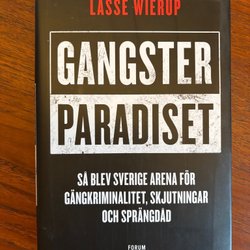 LASSE WIERUP
GANGSTER
PARADISET
SÅ BLEV SVERIGE ARENA FÖR
GÄNGKRIMINALITET, SKJUTNINGAR
OCH SPRÄNGDÅD
FORUM